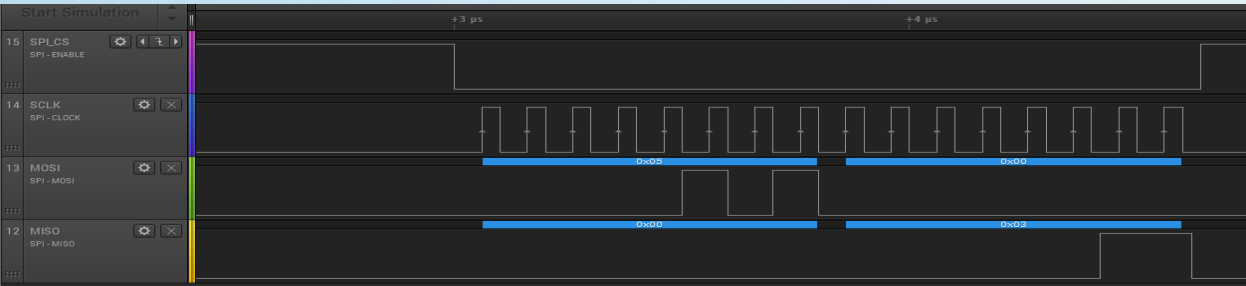 Start Simulation
+3 µs
+4 µs
15 SPI_CS
SPI - ENABLE
14 SCLK
SPI - CLOCK
0x05 0x00
13 MOSI
SPI - MOSI
0x00 0x03
12 MISO
SPI - MISO